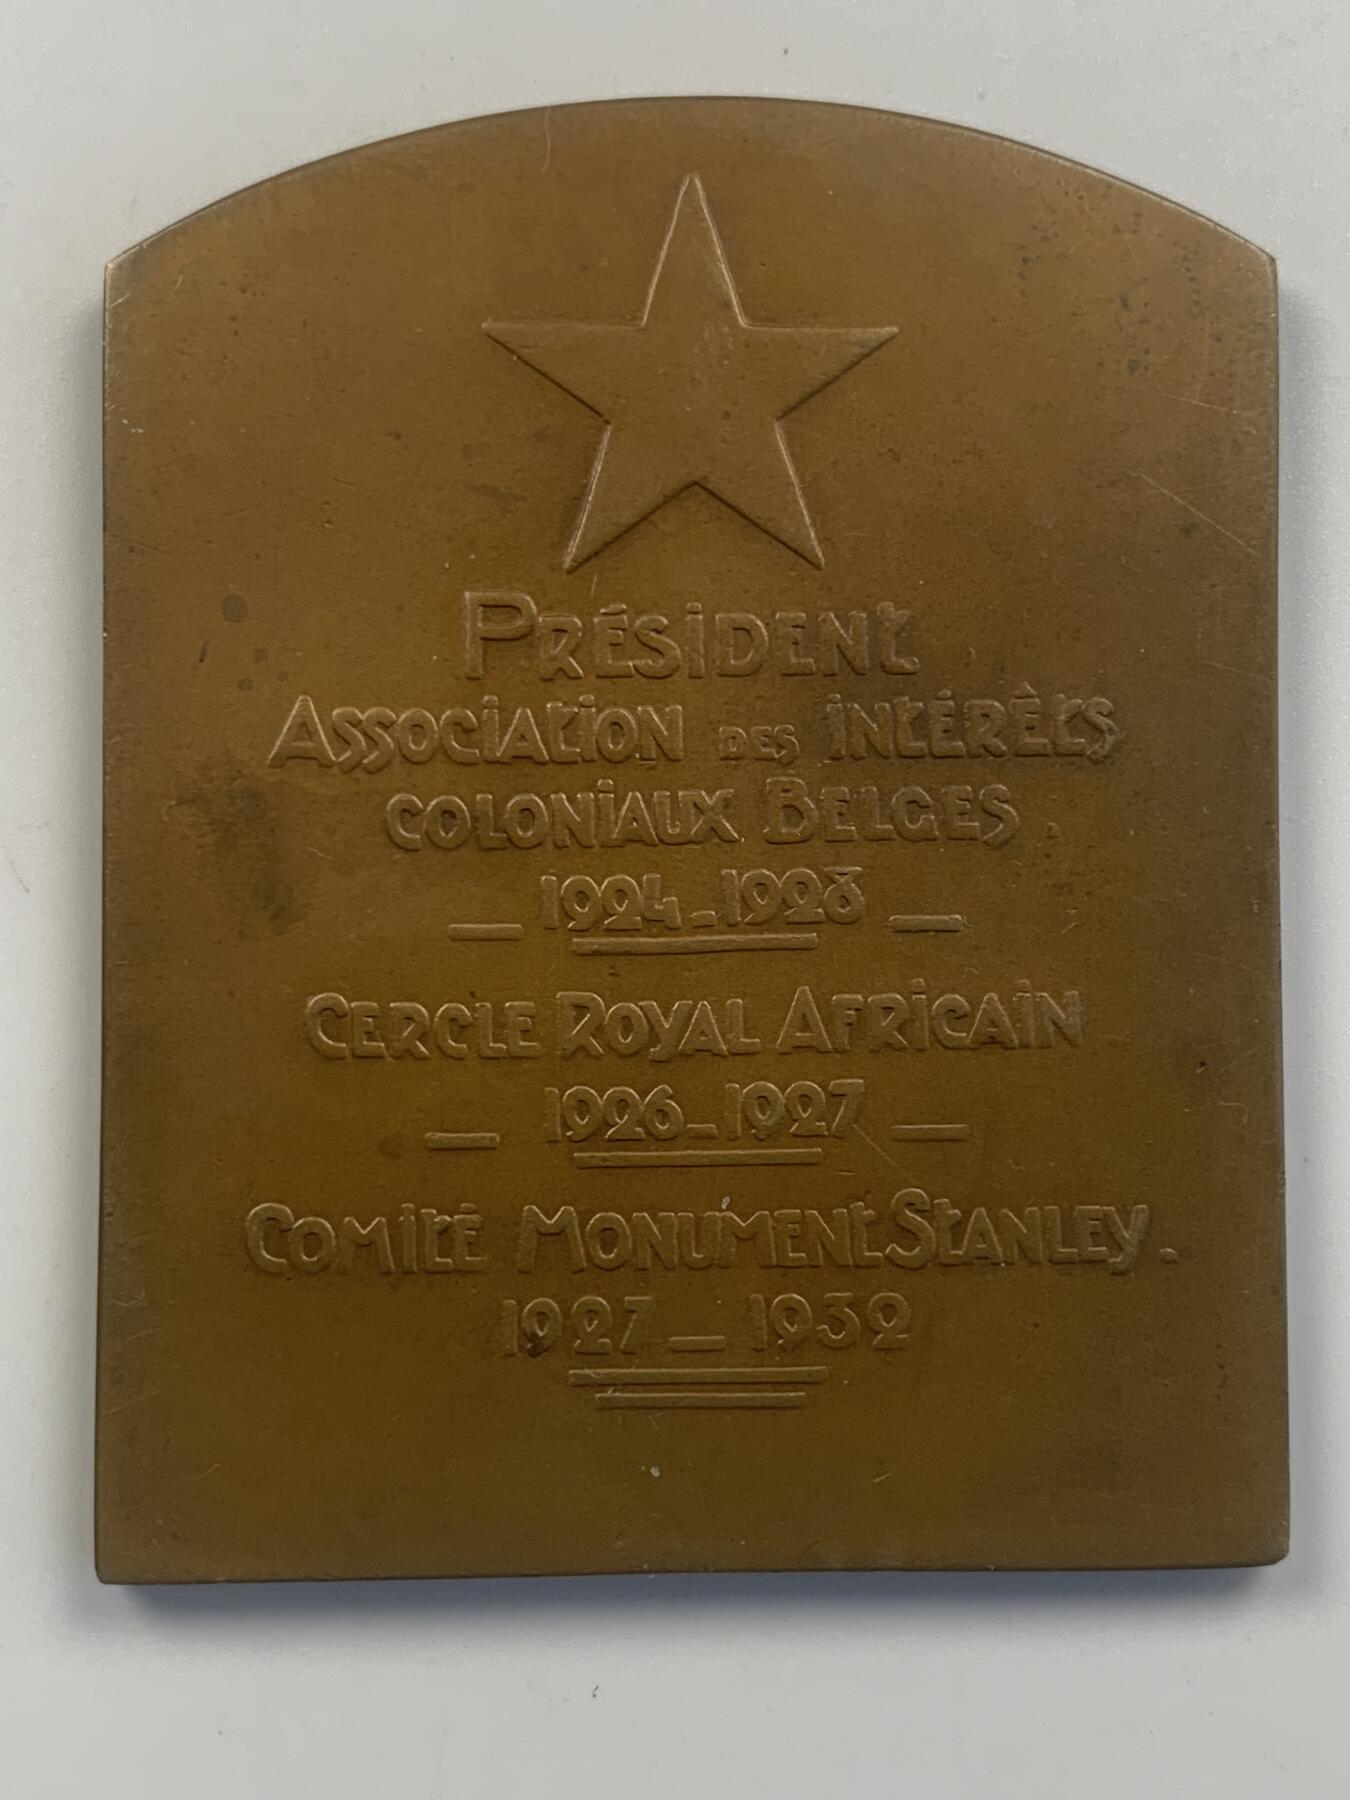 PRÉSIDENT
ASSOCIATION DES INTÉRÊTS
COLONIAUX BELGES
_ 1924-1928 _
CERCLE ROYAL AFRICAIN
_ 1926-1927 _
COMITÉ MONUMENT STANLEY.
1927 - 1932